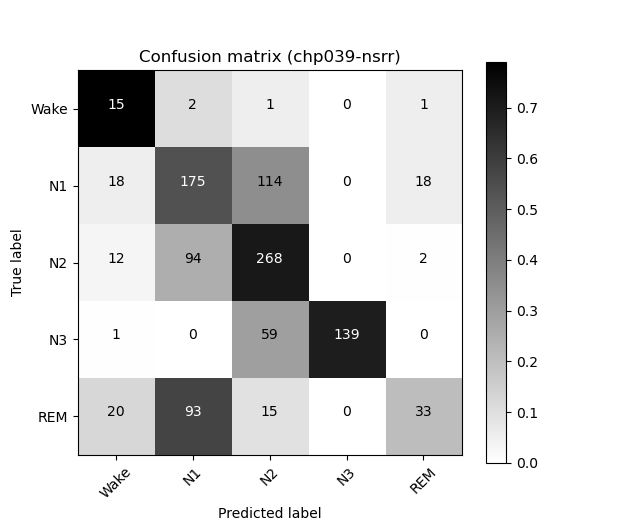 Confusion matrix (chp039-nsrr)
Wake 15 2 1 0 1
N1 18 175 114 0 18
N2 12 94 268 0 2
N3 1 0 59 139 0
REM 20 93 15 0 33
Wake N1 N2 N3 REM
Predicted label
True label
0.7
0.6
0.5
0.4
0.3
0.2
0.1
0.0